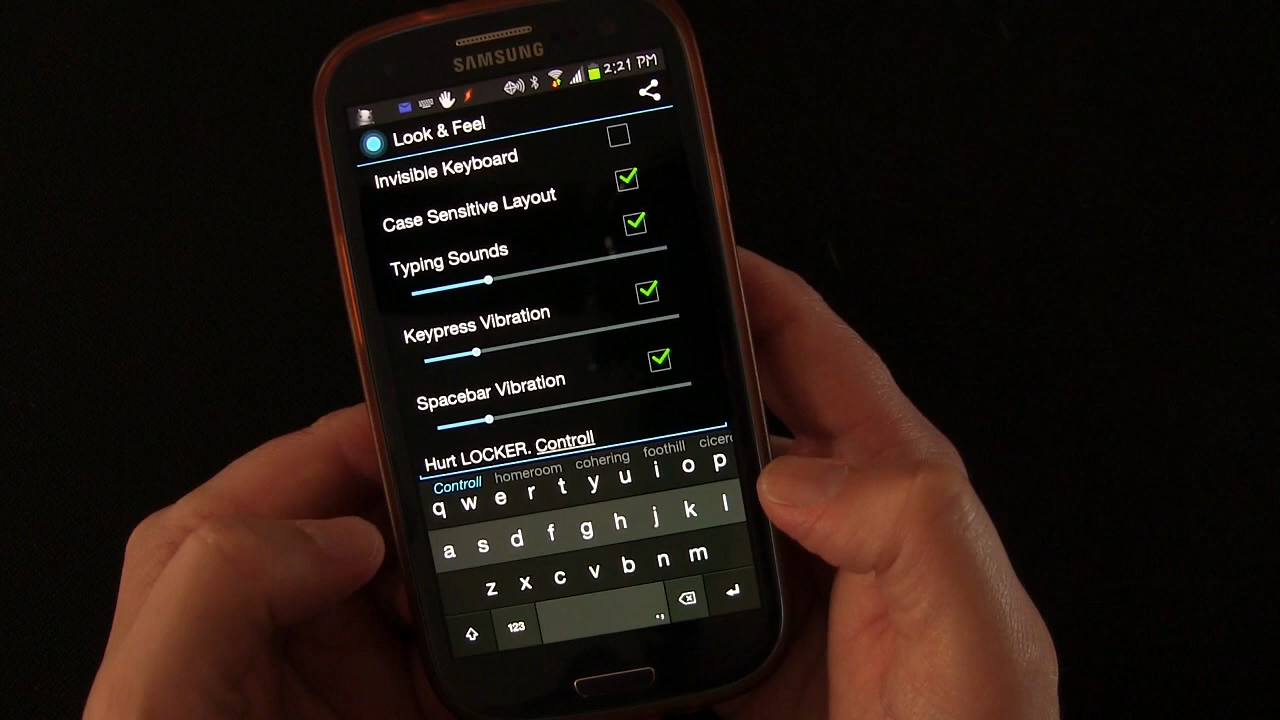 SAMSUNG
2:21 PM
Look & Feel
Invisible Keyboard
Case Sensitive Layout
Typing Sounds
Keypress Vibration
Spacebar Vibration
Hurt LOCKER. Controll
Controll homeroom cohering foothill cicer
q w e r t y u i o p
a s d f g h j k l
z x c v b n m
123 .,